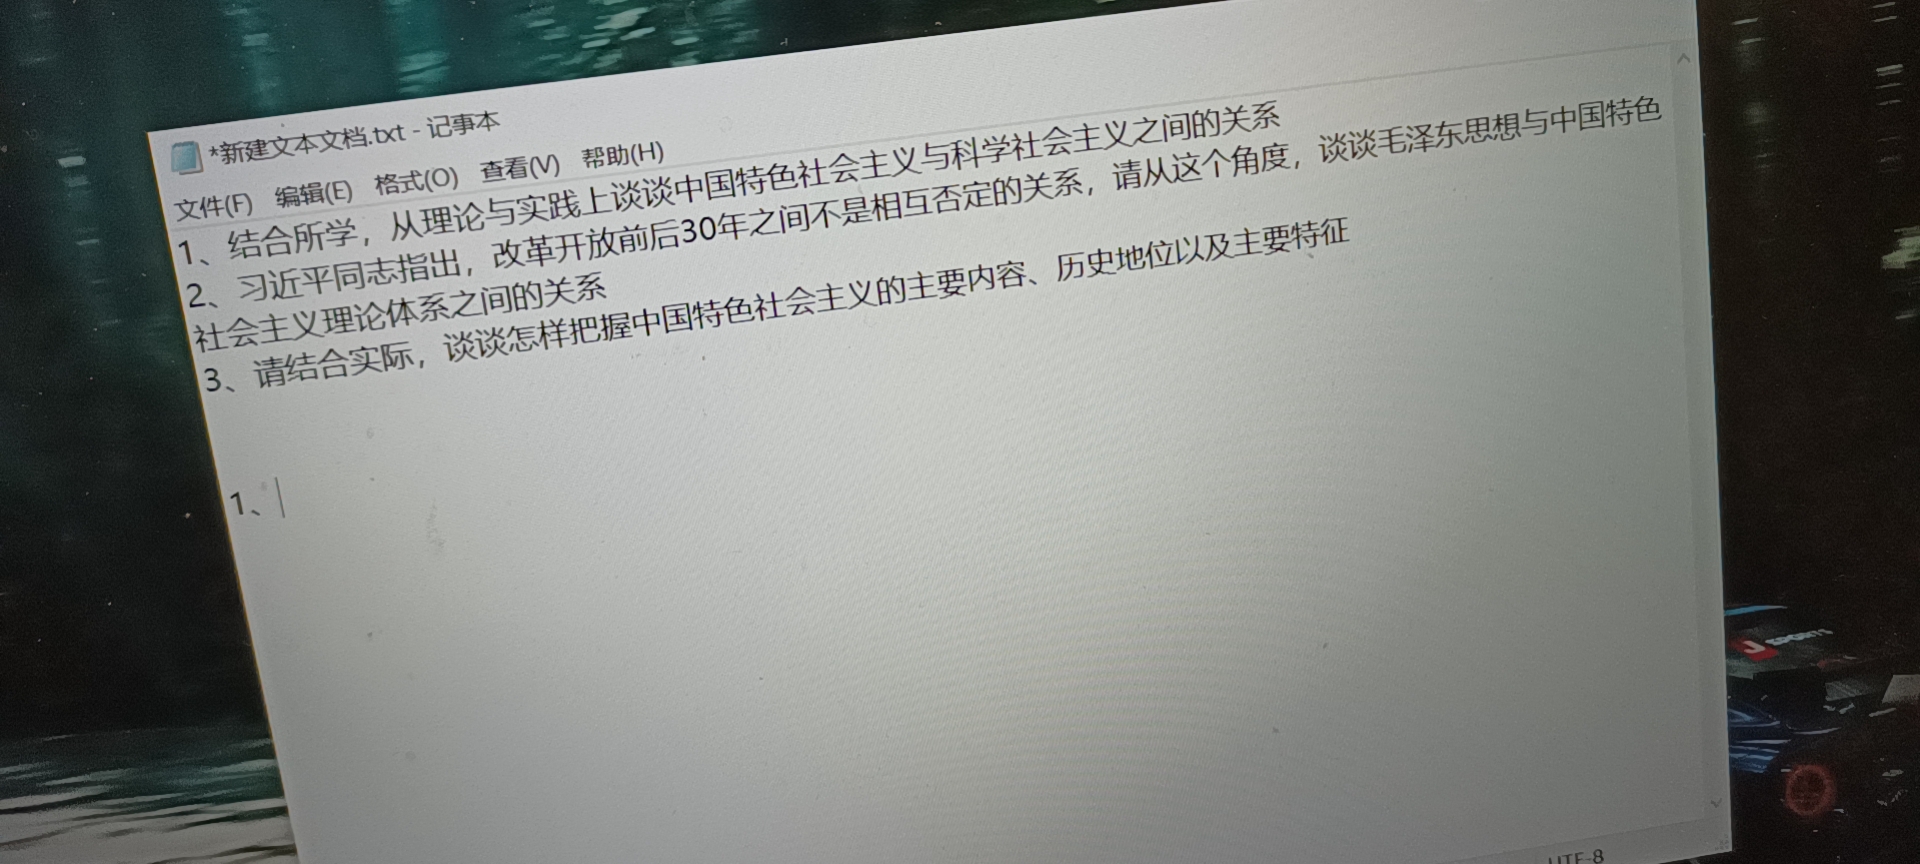 *新建文本文档.txt - 记事本
文件(F) 编辑(E) 格式(O) 查看(V) 帮助(H)
1、结合所学，从理论与实践上谈谈中国特色社会主义与科学社会主义之间的关系
2、习近平同志指出，改革开放前后30年之间不是相互否定的关系，请从这个角度，谈谈毛泽东思想与中国特色
社会主义理论体系之间的关系
3、请结合实际，谈谈怎样把握中国特色社会主义的主要内容、历史地位以及主要特征
1、
UTF-8